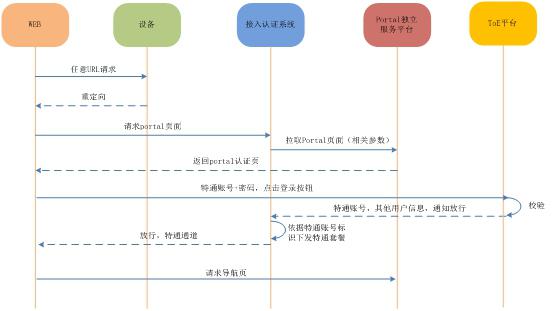 WEB
设备
接入认证系统
Portal独立
服务平台
ToE平台
任意URL请求
重定向
请求portal页面
拉取Portal页面（相关参数）
返回portal认证页
特通账号+密码，点击登录按钮
校验
特通账号，其他用户信息，通知放行
依据特通账号标
识下发特通套餐
放行，特通通道
请求导航页